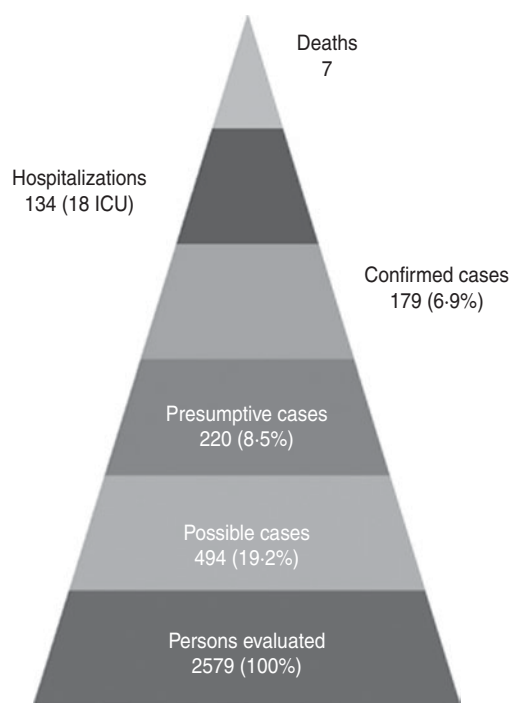 Deaths
7
Hospitalizations
134 (18 ICU)
Confirmed cases
179 (6·9%)
Presumptive cases
220 (8·5%)
Possible cases
494 (19·2%)
Persons evaluated
2579 (100%)